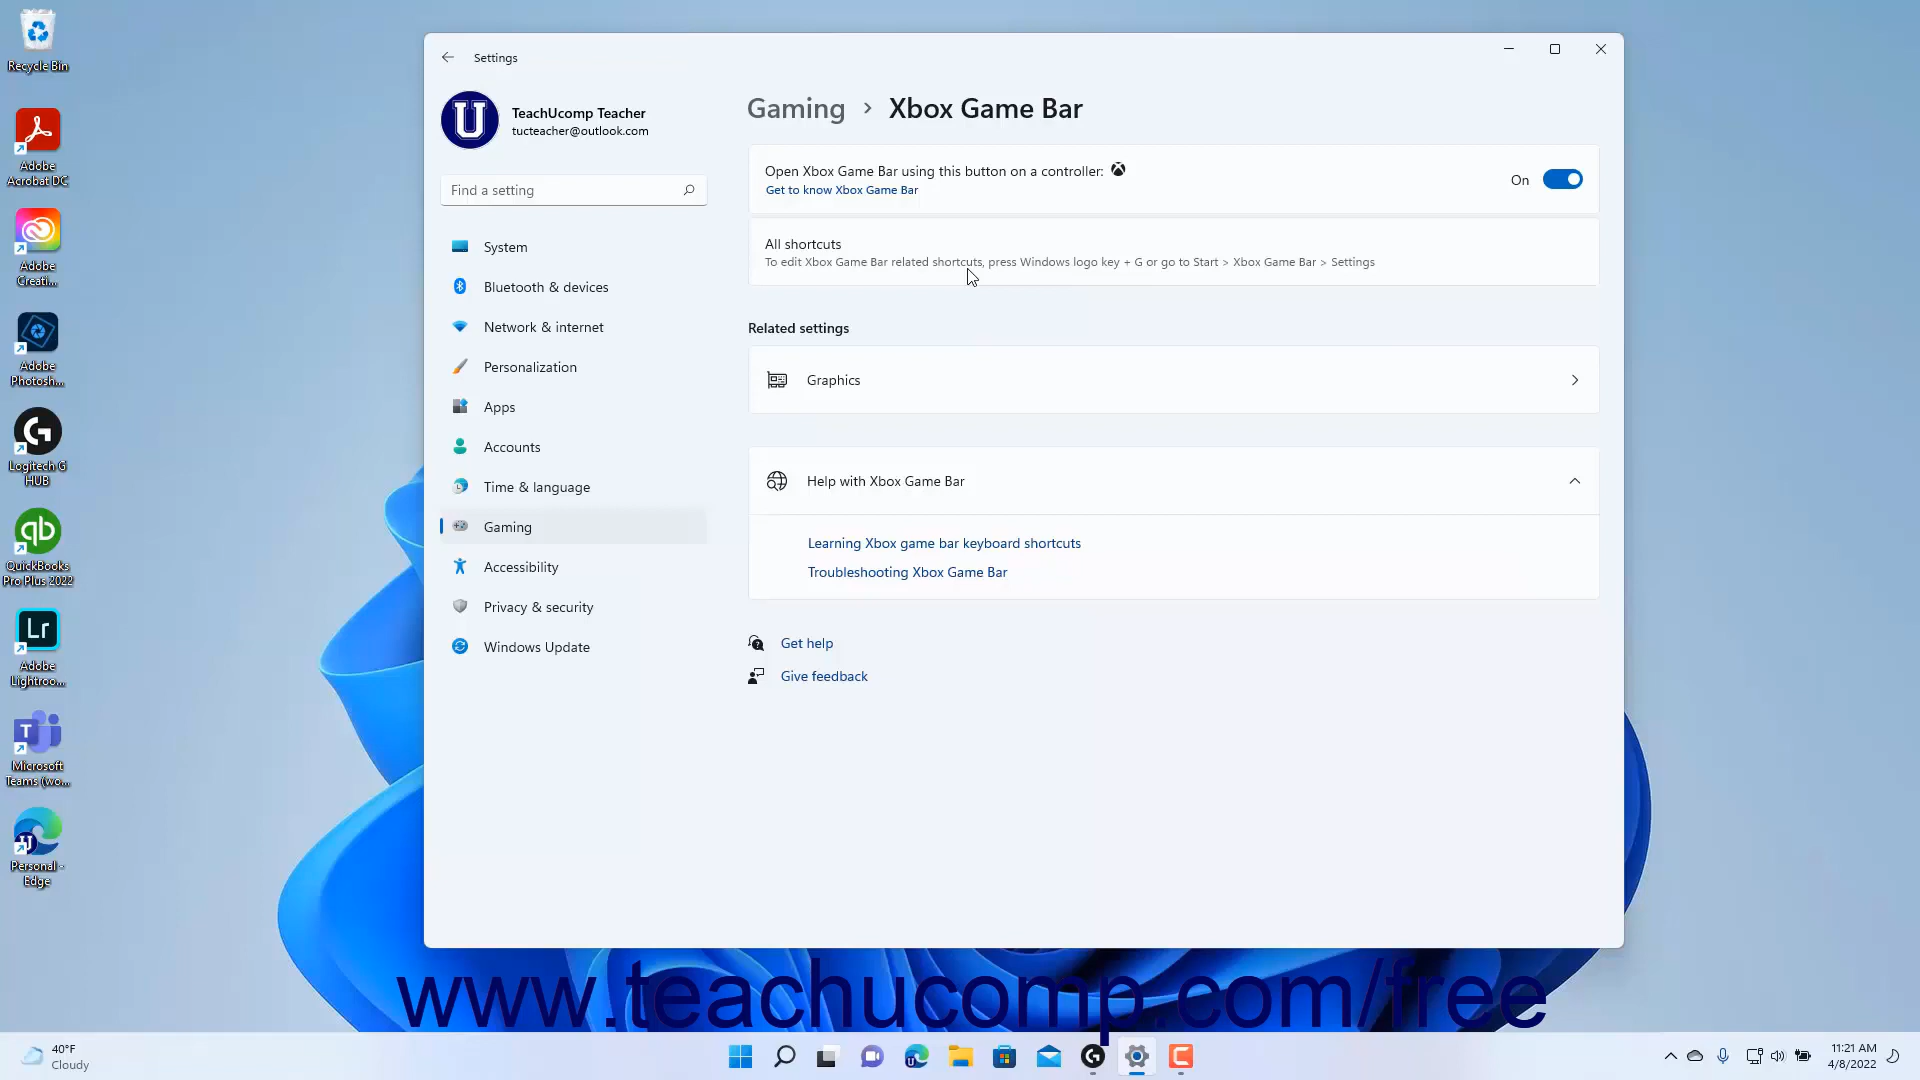 Recycle Bin
Adobe
Acrobat DC
Adobe
Creati...
Adobe
Photosh...
Logitech G
HUB
qb
QuickBooks
Pro Plus 2022
Lr
Adobe
Lightroo...
T
Microsoft
Teams (wo...
U
Personal -
Edge
Settings
U
TeachUcomp Teacher
tucteacher@outlook.com
Find a setting
System
Bluetooth & devices
Network & internet
Personalization
Apps
Accounts
Time & language
Gaming
Accessibility
Privacy & security
Windows Update
Gaming > Xbox Game Bar
Open Xbox Game Bar using this button on a controller:
Get to know Xbox Game Bar
On
All shortcuts
To edit Xbox Game Bar related shortcuts, press Windows logo key + G or go to Start > Xbox Game Bar > Settings
Related settings
Graphics
Help with Xbox Game Bar
Learning Xbox game bar keyboard shortcuts
Troubleshooting Xbox Game Bar
Get help
Give feedback
www.teachucomp.com/free
40°F
Cloudy
11:21 AM
4/8/2022